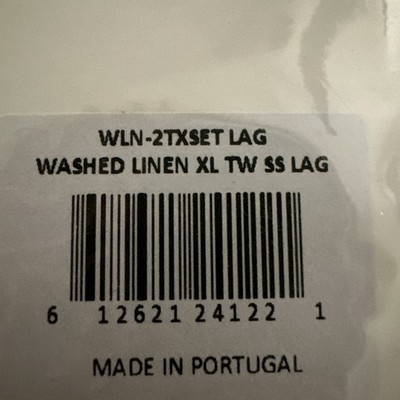 WLN-2TXSET LAG
WASHED LINEN XL TW SS LAG
6 12621 24122 1
MADE IN PORTUGAL